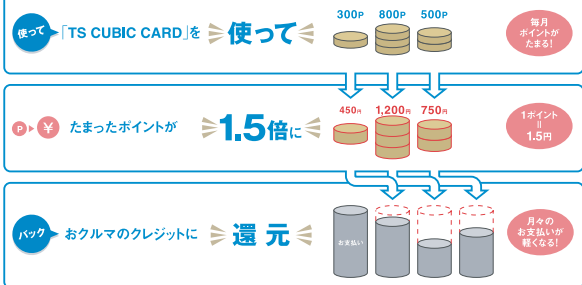 300P 800P 500P
使って 「TS CUBIC CARD」を 使って
毎月
ポイントが
たまる!
450円 1,200円 750円
P ¥ たまったポイントが 1.5倍に
1ポイント
=
1.5円
バック おクルマのクレジットに 還元
お支払い
月々の
お支払いが
軽くなる!